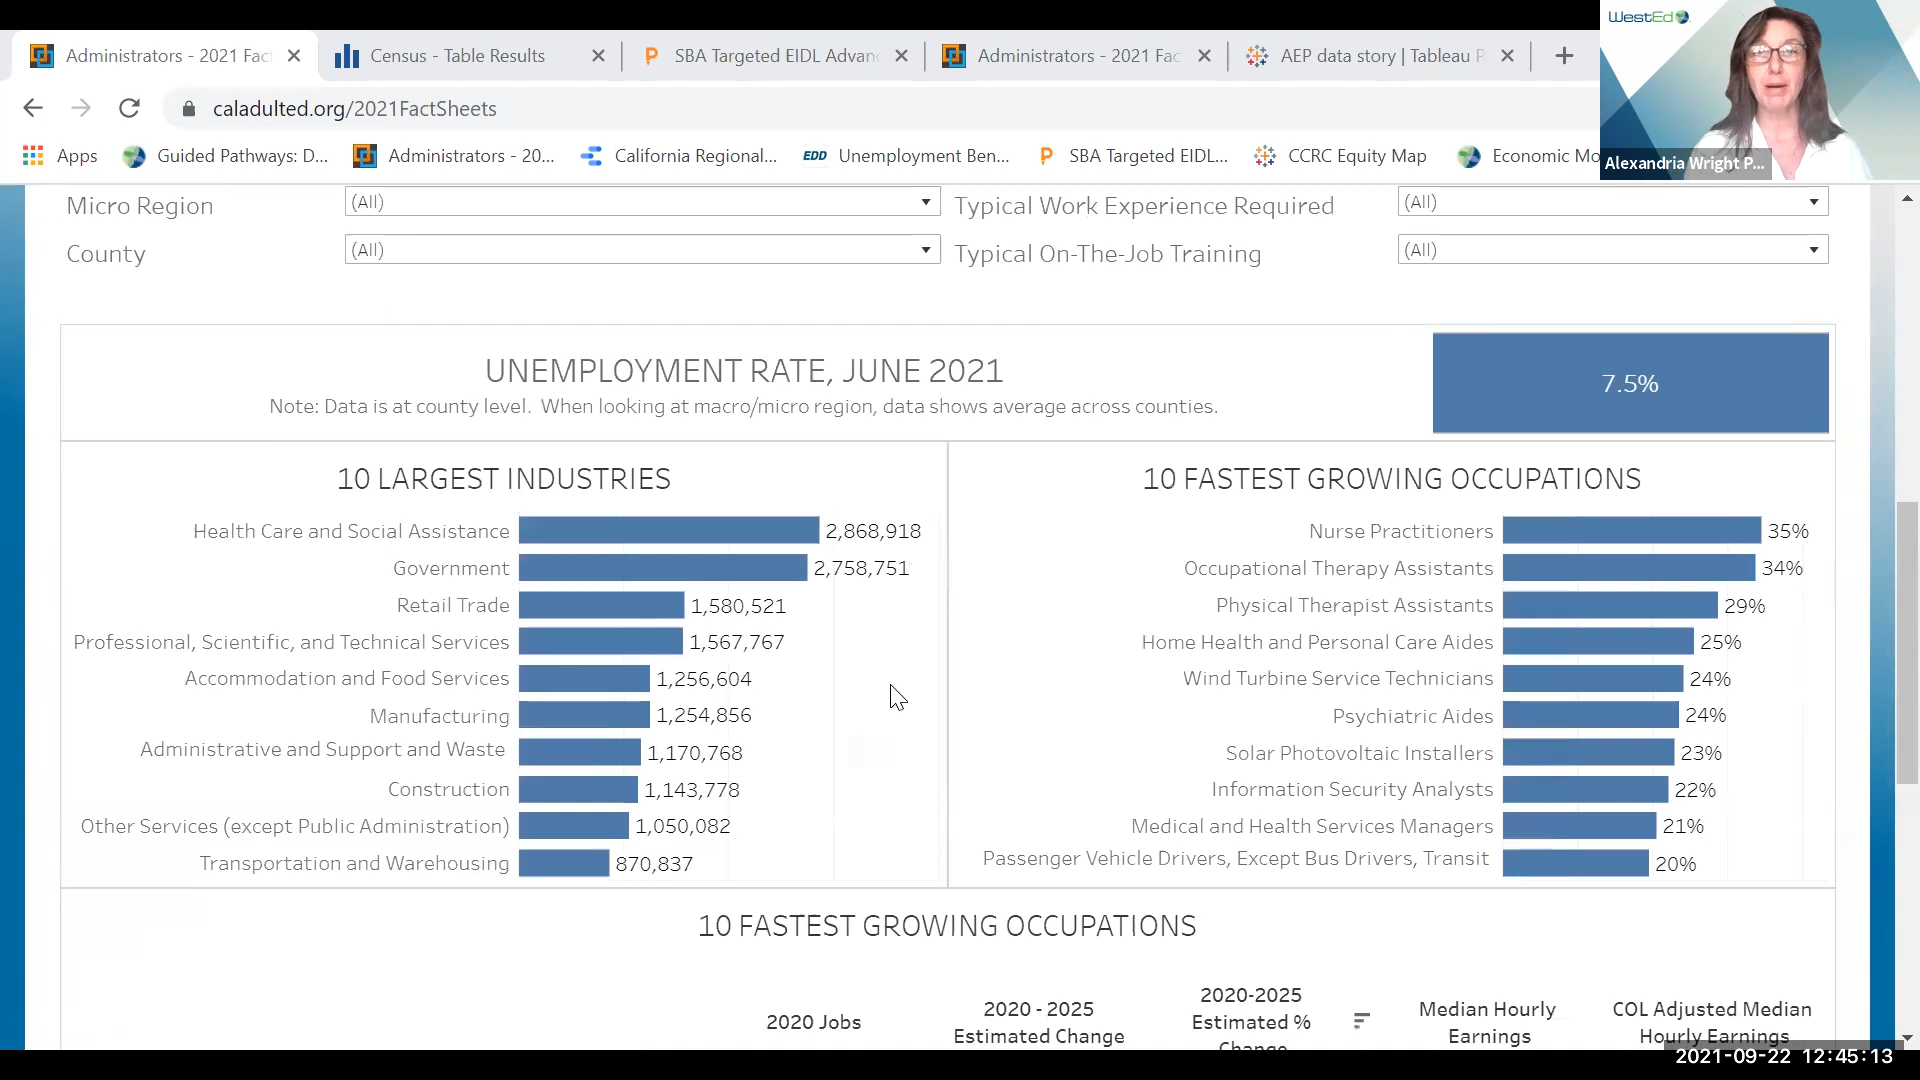 WestEd
Administrators - 2021 Fac
Census - Table Results
SBA Targeted EIDL Advanc
Administrators - 2021 Fac
AEP data story | Tableau P
caladulted.org/2021FactSheets
Apps
Guided Pathways: D...
Administrators - 20...
California Regional...
EDD
Unemployment Ben...
SBA Targeted EIDL...
CCRC Equity Map
Economic Mo
Alexandria Wright P...
Micro Region
(All)
Typical Work Experience Required
(All)
County
(All)
Typical On-The-Job Training
(All)
UNEMPLOYMENT RATE, JUNE 2021
Note: Data is at county level. When looking at macro/micro region, data shows average across counties.
7.5%
10 LARGEST INDUSTRIES
Health Care and Social Assistance 2,868,918
Government 2,758,751
Retail Trade 1,580,521
Professional, Scientific, and Technical Services 1,567,767
Accommodation and Food Services 1,256,604
Manufacturing 1,254,856
Administrative and Support and Waste 1,170,768
Construction 1,143,778
Other Services (except Public Administration) 1,050,082
Transportation and Warehousing 870,837
10 FASTEST GROWING OCCUPATIONS
Nurse Practitioners 35%
Occupational Therapy Assistants 34%
Physical Therapist Assistants 29%
Home Health and Personal Care Aides 25%
Wind Turbine Service Technicians 24%
Psychiatric Aides 24%
Solar Photovoltaic Installers 23%
Information Security Analysts 22%
Medical and Health Services Managers 21%
Passenger Vehicle Drivers, Except Bus Drivers, Transit 20%
10 FASTEST GROWING OCCUPATIONS
2020 Jobs
2020 - 2025
Estimated Change
2020-2025
Estimated %
Change
Median Hourly
Earnings
COL Adjusted Median
Hourly Earnings
2021-09-22 12:45:13